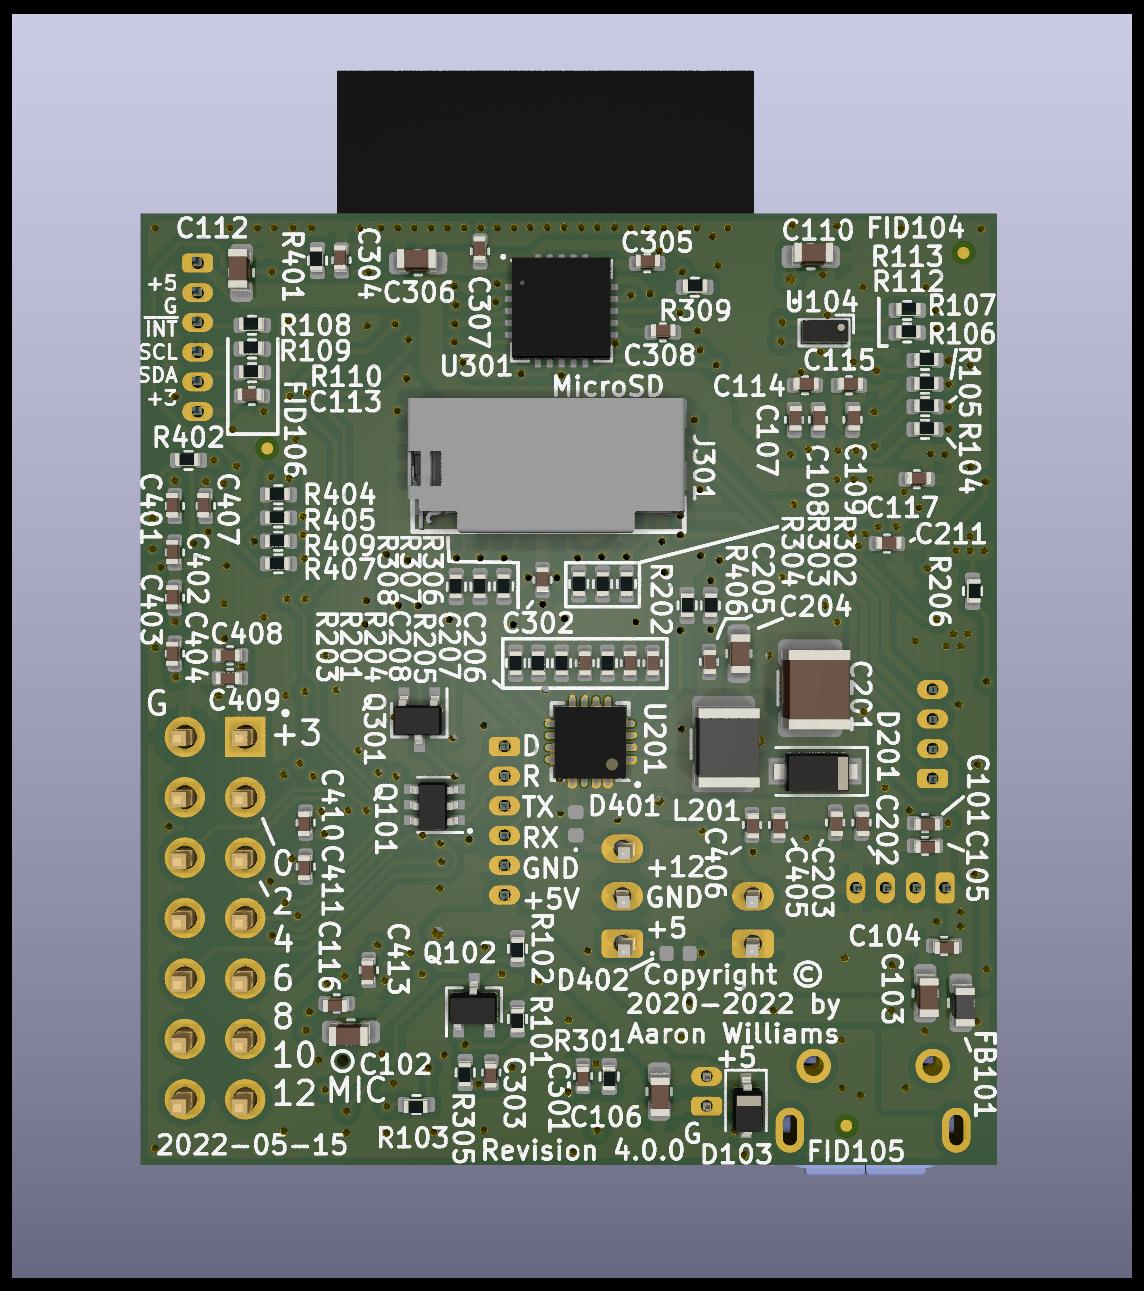 C112
R401
C304
C306
C307
C305
R309
C308
U301
C110
FID104
R113
R112
U104
R107
R106
C115
C114
R105
R104
+5
G
INT
SCL
SDA
+3
R108
R109
R110
C113
FID106
R402
MicroSD
J301
C107
C108
C109
C117
C211
C401
C407
R404
R405
R409
R407
C402
C403
C404
C408
C409
R308
R307
R306
C302
R202
R304
R303
R302
R406
C205
C204
R206
R203
R201
R204
C208
R205
C207
C206
G
+3
Q301
Q101
U201
D401
L201
D201
C201
C202
C101
C105
D
R
TX
RX
GND
+5V
+12
GND
+5
C406
C405
C203
C410
C411
C116
C413
0
2
4
6
8
10
12
Q102
R102
R101
D402
C104
C103
FB101
Copyright ©
2020-2022 by
Aaron Williams
R301
C102
MIC
R103
R305
C303
C301
C106
+5
G
D103
FID105
2022-05-15
Revision 4.0.0